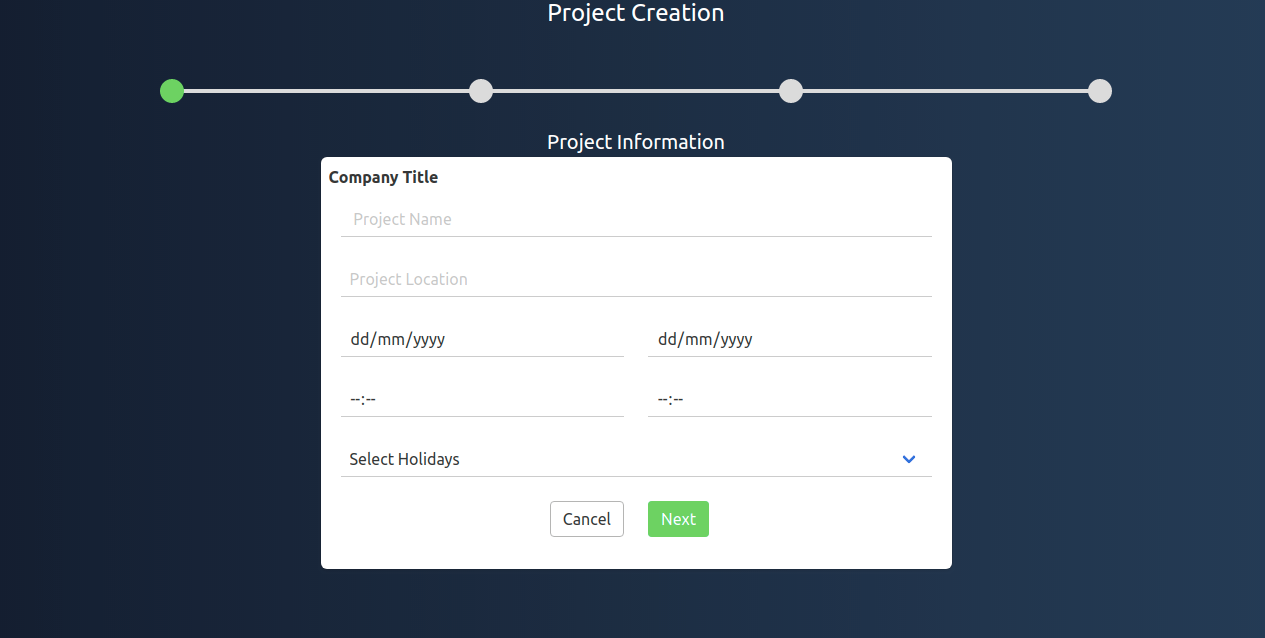 Project Creation
Project Information
Company Title
Project Name
Project Location
dd/mm/yyyy dd/mm/yyyy
--:-- --:--
Select Holidays
Cancel Next